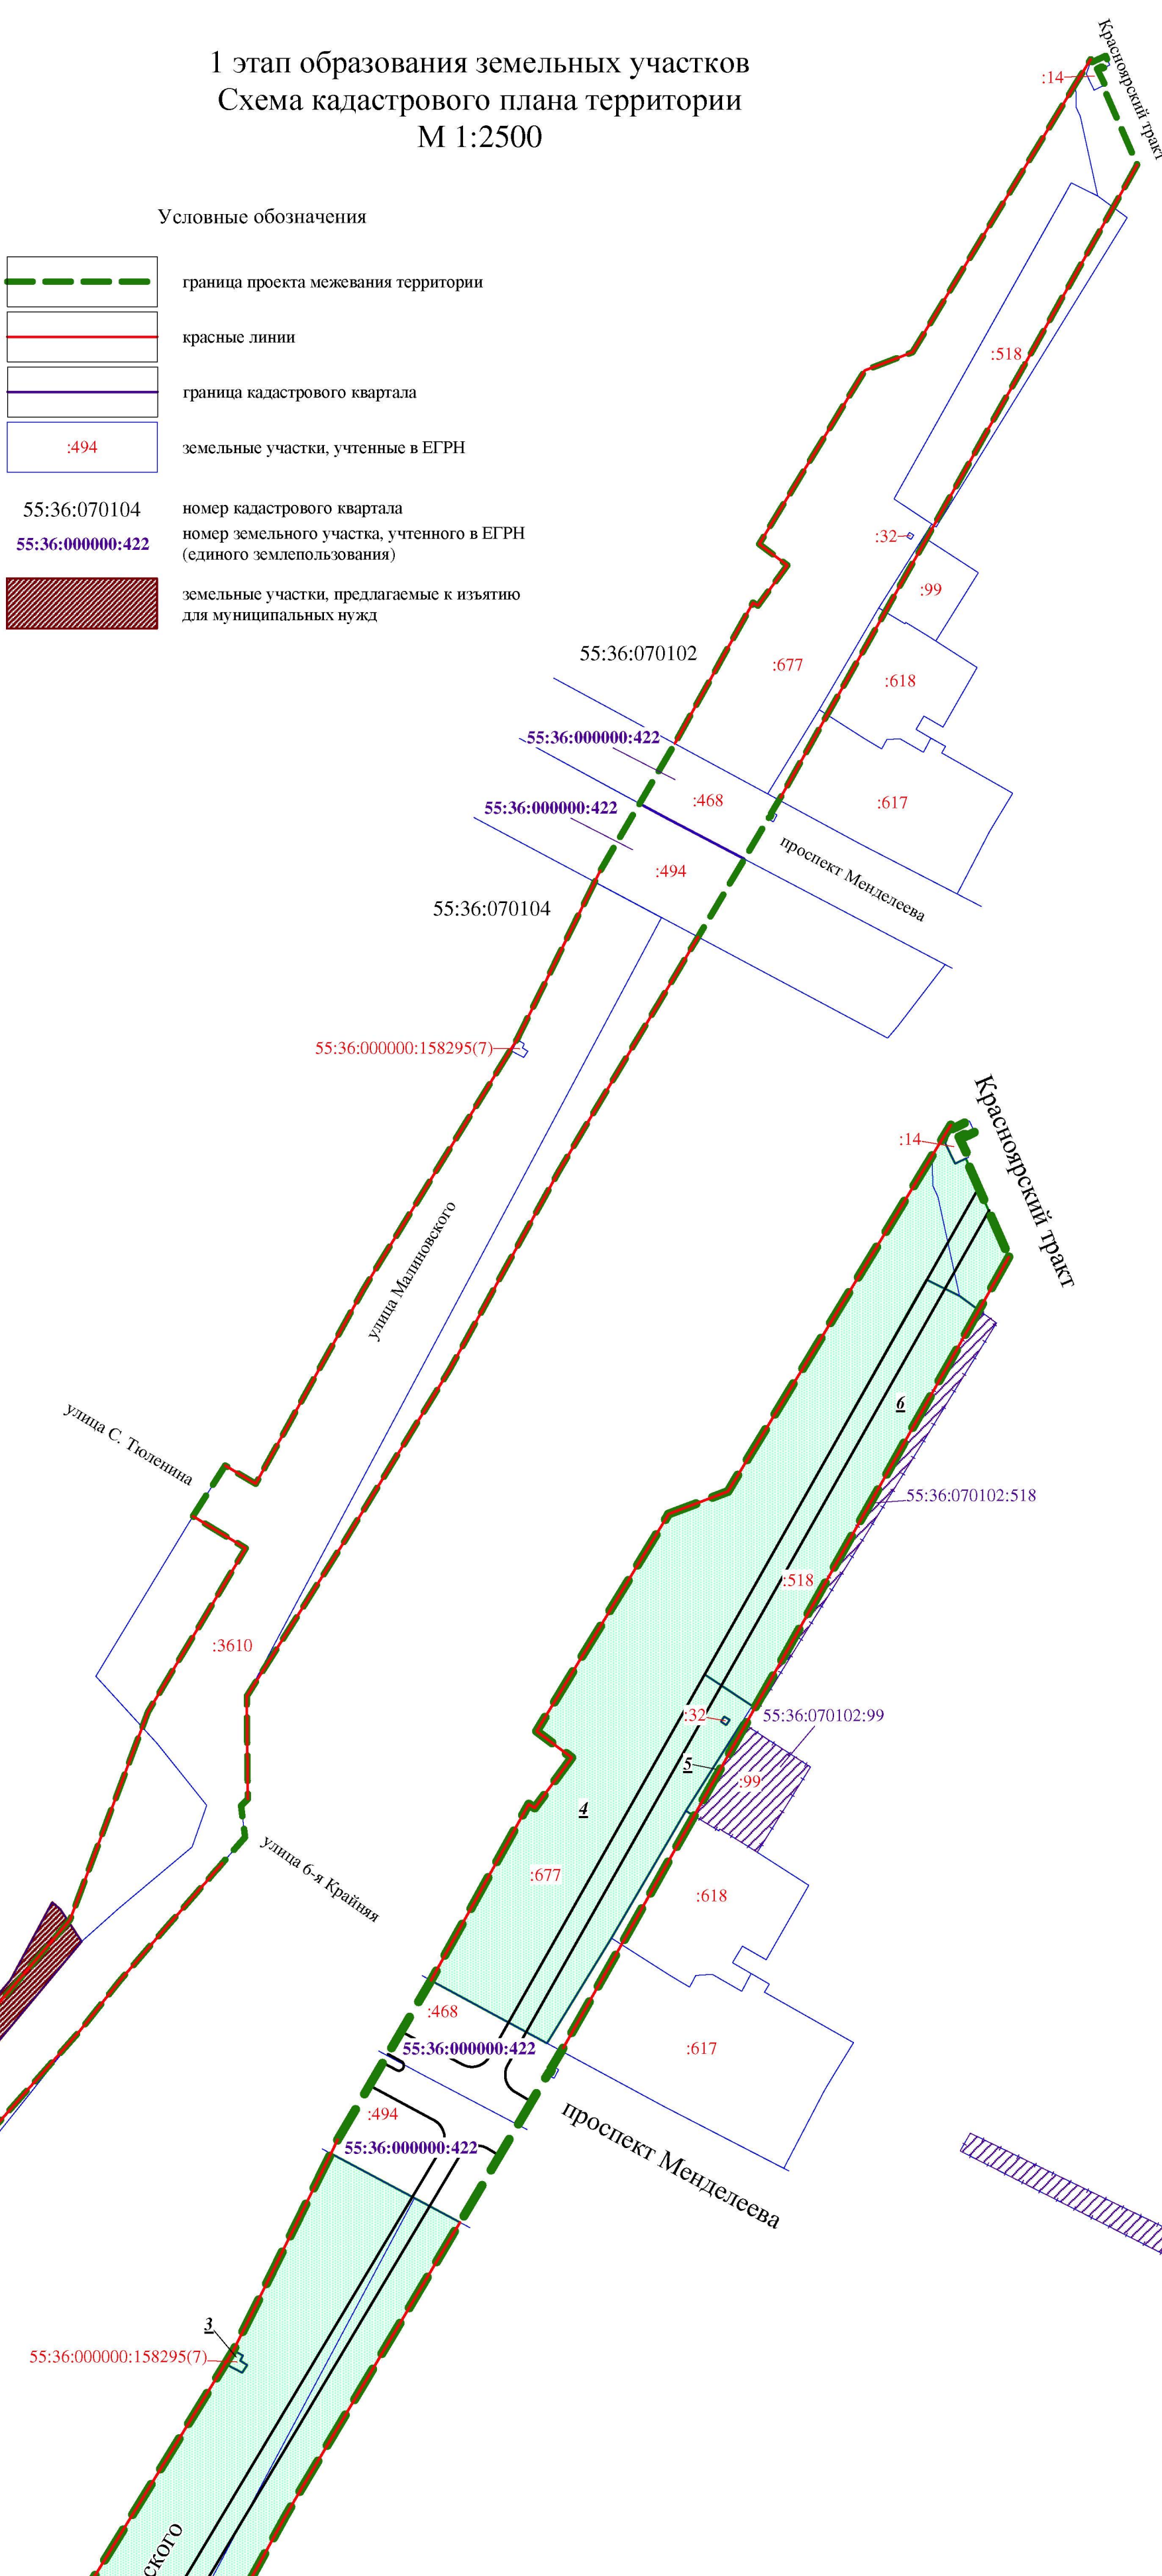 1 этап образования земельных участков
Схема кадастрового плана территории
М 1:2500
Условные обозначения
граница проекта межевания территории
красные линии
граница кадастрового квартала
:494
земельные участки, учтенные в ЕГРН
55:36:070104
номер кадастрового квартала
55:36:000000:422
номер земельного участка, учтенного в ЕГРН
(единого землепользования)
земельные участки, предлагаемые к изъятию
для муниципальных нужд
Красноярский тракт
:14
:518
:32
:99
55:36:070102
:677
:618
55:36:000000:422
:468
:617
55:36:000000:422
проспект Менделеева
:494
55:36:070104
55:36:000000:158295(7)
улица Малиновского
улица С. Тюленина
:3610
улица 6-я Крайняя
Красноярский тракт
:14
6
55:36:070102:518
:518
:32
55:36:070102:99
5
:99
4
:677
:618
:468
55:36:000000:422
:617
:494
55:36:000000:422
проспект Менделеева
3
55:36:000000:158295(7)
ского